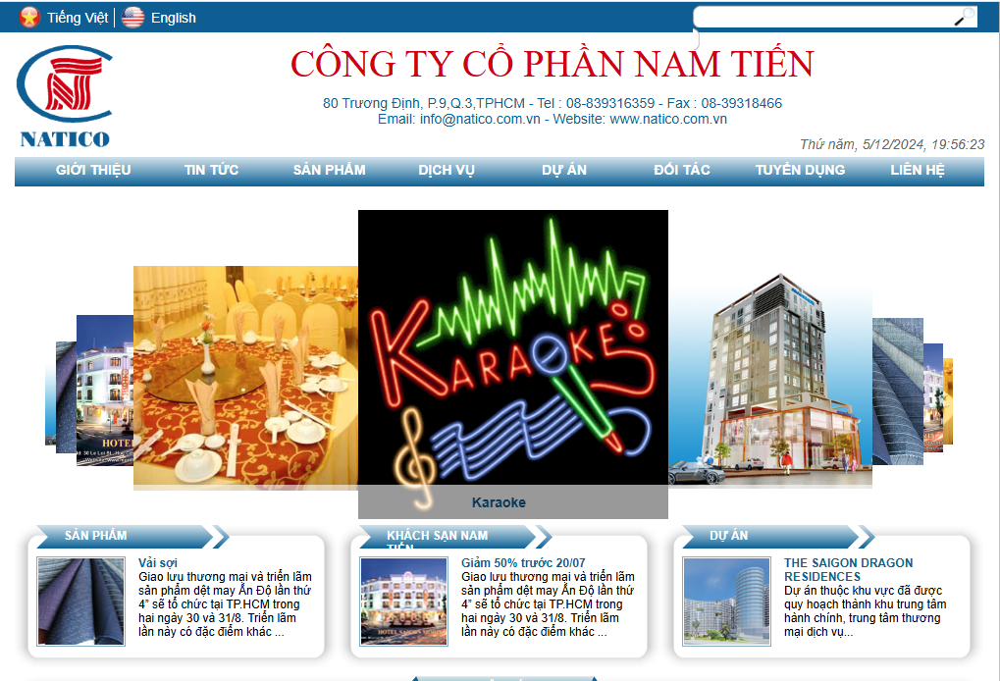 Tiếng Việt English
CÔNG TY CỔ PHẦN NAM TIẾN
80 Trương Định, P.9,Q.3,TPHCM - Tel : 08-839316359 - Fax : 08-39318466
Email: info@natico.com.vn - Website: www.natico.com.vn
NATICO
Thứ năm, 5/12/2024, 19:56:23
GIỚI THIỆU TIN TỨC SẢN PHẨM DỊCH VỤ DỰ ÁN ĐỐI TÁC TUYỂN DỤNG LIÊN HỆ
KARAOKE
HOTE
Karaoke
SẢN PHẨM
Vải sợi
Giao lưu thương mại và triển lãm
sản phẩm dệt may Ấn Độ lần thứ
4” sẽ tổ chức tại TP.HCM trong
hai ngày 30 và 31/8. Triển lãm
lần này có đặc điểm khác ...
KHÁCH SẠN NAM
TIẾN
Giảm 50% trước 20/07
Giao lưu thương mại và triển lãm
sản phẩm dệt may Ấn Độ lần thứ
4” sẽ tổ chức tại TP.HCM trong
hai ngày 30 và 31/8. Triển lãm
lần này có đặc điểm khác ...
DỰ ÁN
THE SAIGON DRAGON
RESIDENCES
Dự án thuộc khu vực đã được
quy hoạch thành khu trung tâm
hành chính, trung tâm thương
mại dịch vụ...